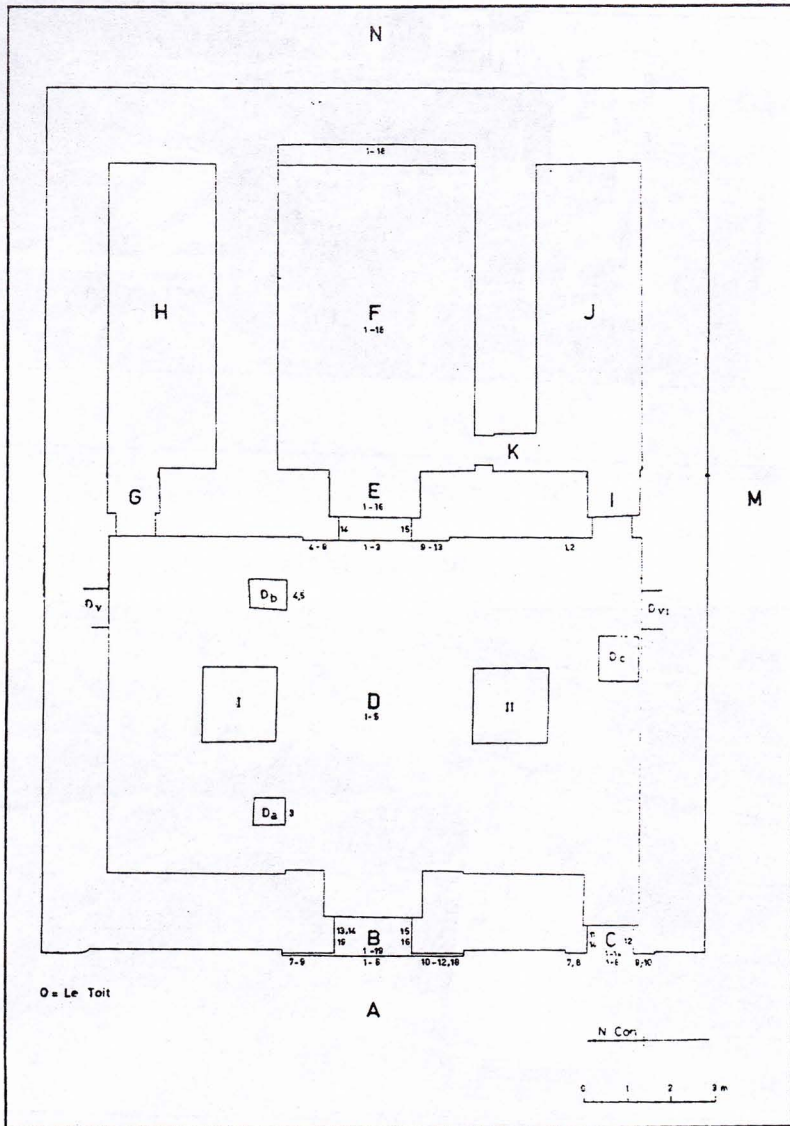 N
1-18
H F J
1-18
K
G E I
1-16
14 15
4-8 1-3 9-13 1,2
Dv Db 4,5 Dvi
Dc
I D II
1-5
Da 3
M
13,14 15
16
B
1-19
7-9 1-6 10-12,18
C
12
7,8 9,10
O = Le Toit
A
N Con
0 1 2 3 m